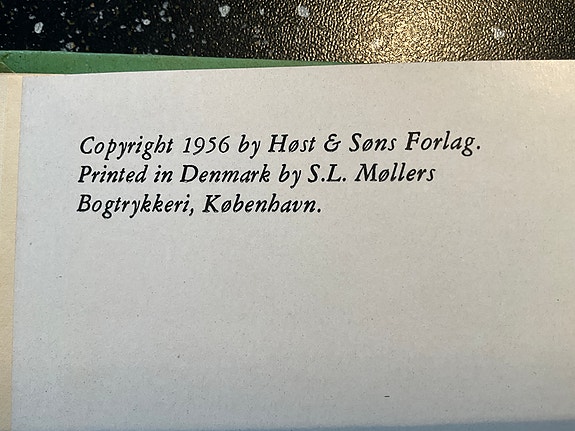 Copyright 1956 by Høst & Søns Forlag.
Printed in Denmark by S.L. Møllers
Bogtrykkeri, København.